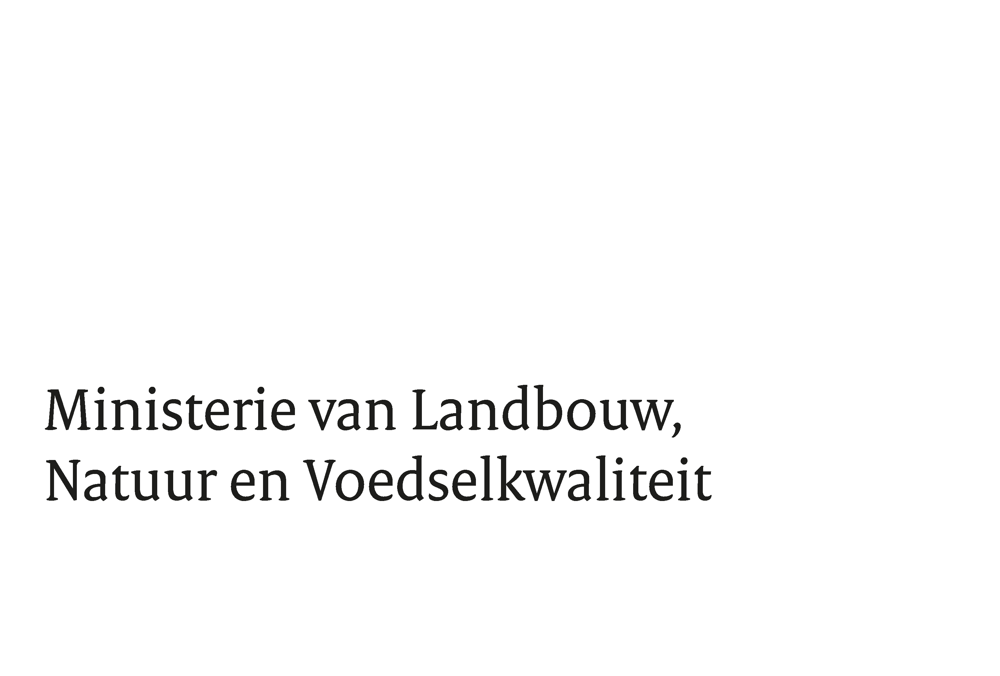 Ministerie van Landbouw,
Natuur en Voedselkwaliteit